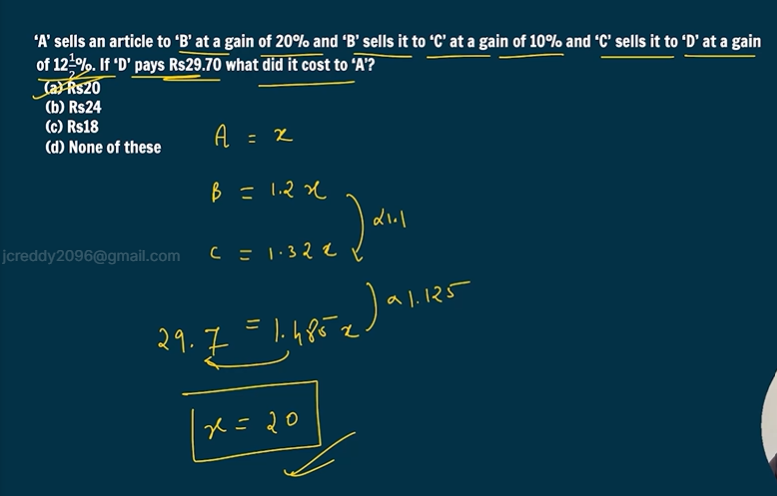 ‘A’ sells an article to ‘B’ at a gain of 20% and ‘B’ sells it to ‘C’ at a gain of 10% and ‘C’ sells it to ‘D’ at a gain
of 12½%. If ‘D’ pays Rs29.70 what did it cost to ‘A’?
(a) Rs20
(b) Rs24
(c) Rs18
(d) None of these
A = x
B = 1.2x
x1.1
jcreddy2096@gmail.com
C = 1.32x
x1.125
29.7 = 1.485x
x = 20